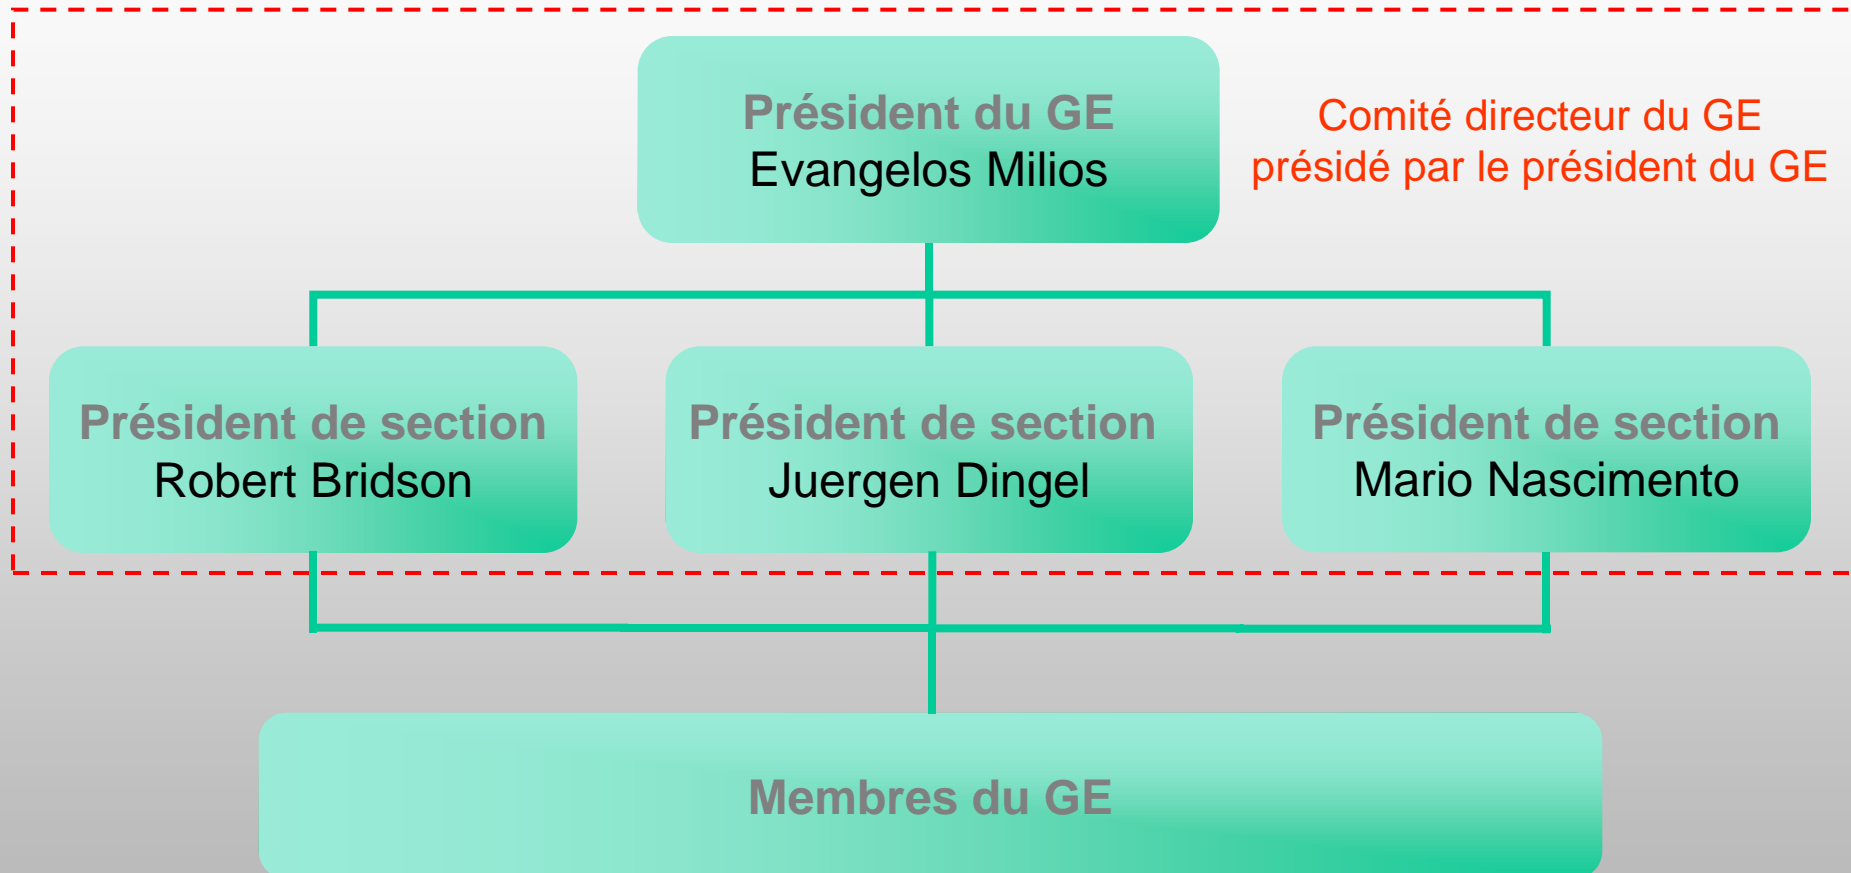 Président du GE
Evangelos Milios
Comité directeur du GE
présidé par le président du GE
Président de section
Robert Bridson
Président de section
Juergen Dingel
Président de section
Mario Nascimento
Membres du GE